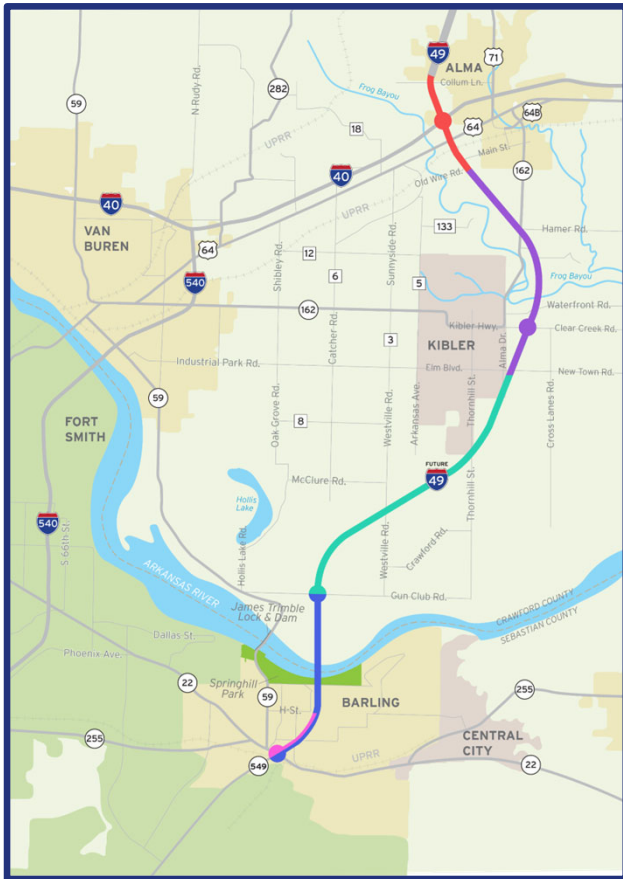 49
ALMA
71
Collum Ln.
Frog Bayou
N Rudy Rd.
282
59
18
64
64B
UPRR
Main St.
40
Old Wire Rd.
162
40
UPRR
VAN
BUREN
133
Hamer Rd.
64
Shibley Rd.
12
Sunnyside Rd.
6
5
Frog Bayou
540
162
Waterfront Rd.
Kibler Hwy.
Clear Creek Rd.
Catcher Rd.
3
KIBLER
Alma Dr.
Industrial Park Rd.
Elm Blvd.
New Town Rd.
59
Oak Grove Rd.
8
Westville Rd.
Arkansas Ave.
Thornhill St.
Cross Lanes Rd.
FORT
SMITH
FUTURE
49
McClure Rd.
Hollis
Lake
Thornhill St.
540
S 66th St.
Hollis Lake Rd.
Westville Rd.
Crawford Rd.
ARKANSAS RIVER
Gun Club Rd.
James Trimble
Lock & Dam
CRAWFORD COUNTY
SEBASTIAN COUNTY
Dallas St.
Phoenix Ave.
22
Springhill
Park
59
BARLING
255
H-St.
255
CENTRAL
CITY
549
UPRR
22